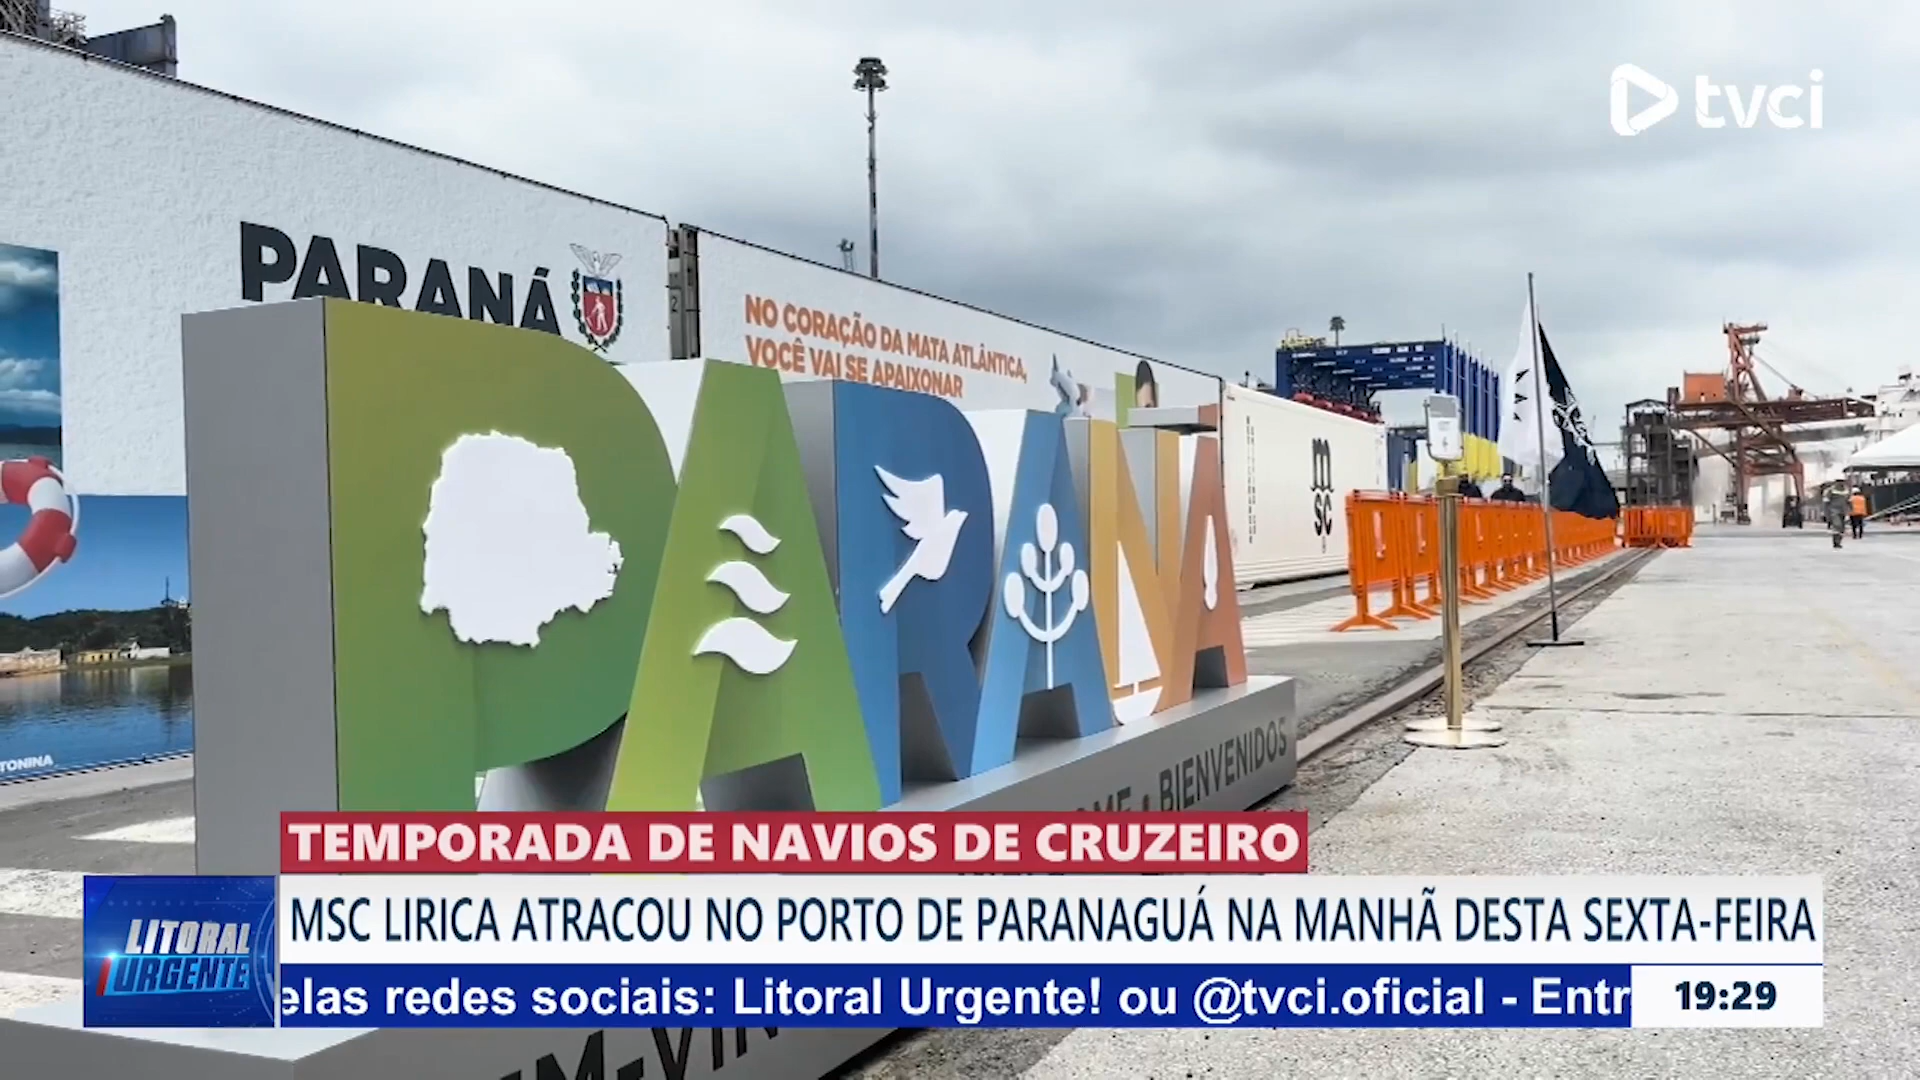 tvci
PARANÁ
NO CORAÇÃO DA MATA ATLÂNTICA,
VOCÊ VAI SE APAIXONAR
PARANÁ
msc
BIENVENIDOS
TEMPORADA DE NAVIOS DE CRUZEIRO
MSC LIRICA ATRACOU NO PORTO DE PARANAGUÁ NA MANHÃ DESTA SEXTA-FEIRA
LITORAL
URGENTE
elas redes sociais: Litoral Urgente! ou @tvci.oficial - Entr
19:29